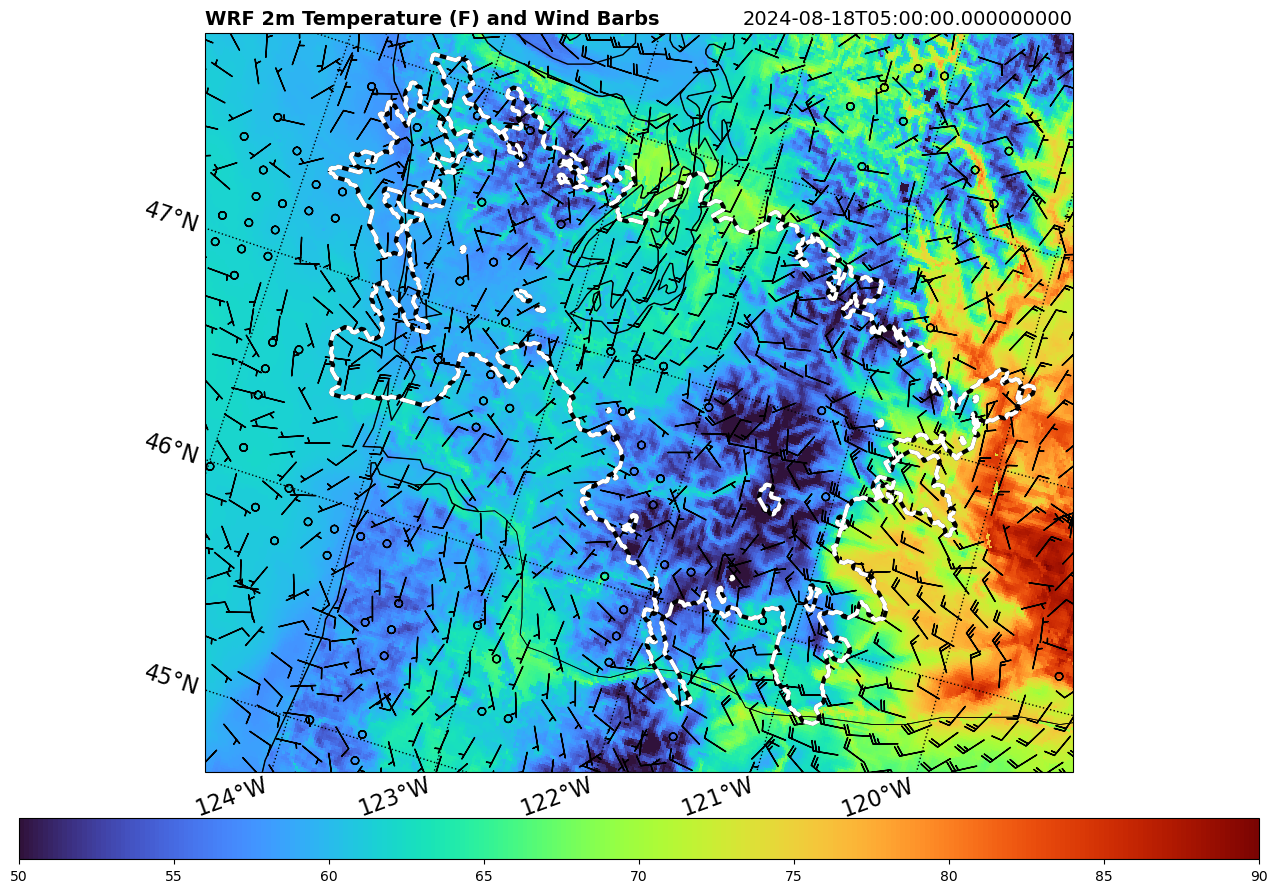 WRF 2m Temperature (F) and Wind Barbs
2024-08-18T05:00:00.000000000
47°N
46°N
45°N
124°W
123°W
122°W
121°W
120°W
50
55
60
65
70
75
80
85
90